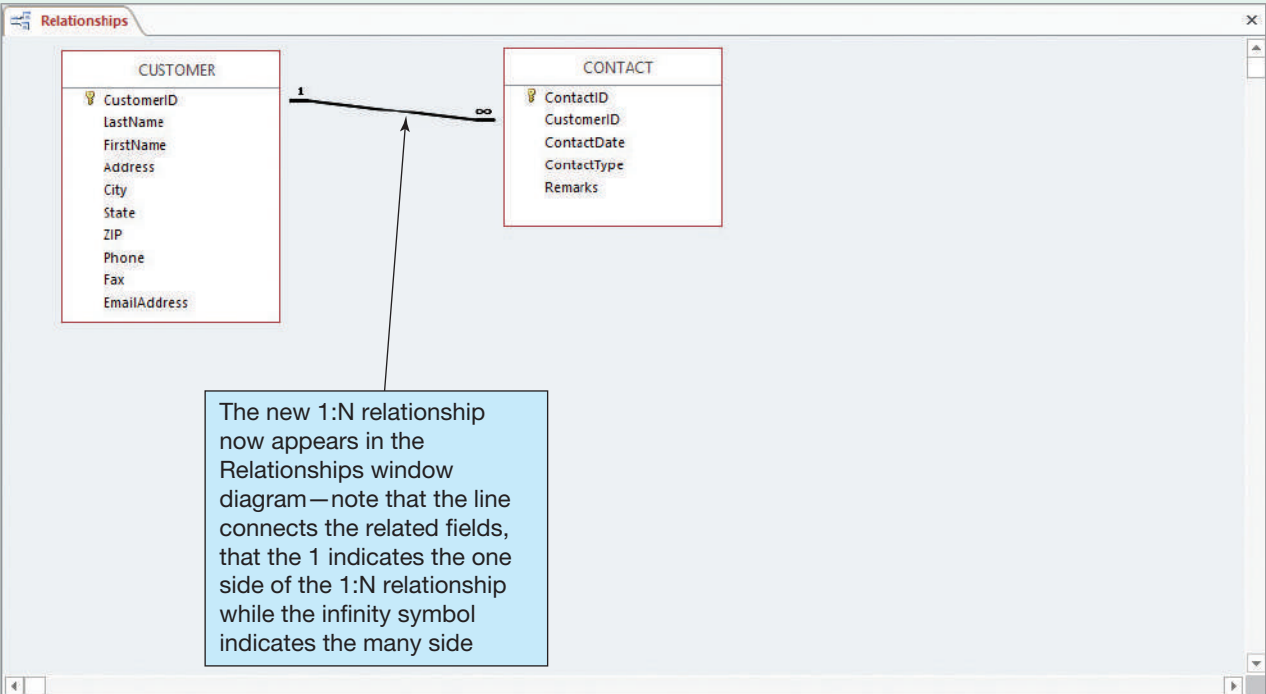 Relationships
CUSTOMER
CustomerID
LastName
FirstName
Address
City
State
ZIP
Phone
Fax
EmailAddress
1
∞
CONTACT
ContactID
CustomerID
ContactDate
ContactType
Remarks
The new 1:N relationship
now appears in the
Relationships window
diagram—note that the line
connects the related fields,
that the 1 indicates the one
side of the 1:N relationship
while the infinity symbol
indicates the many side